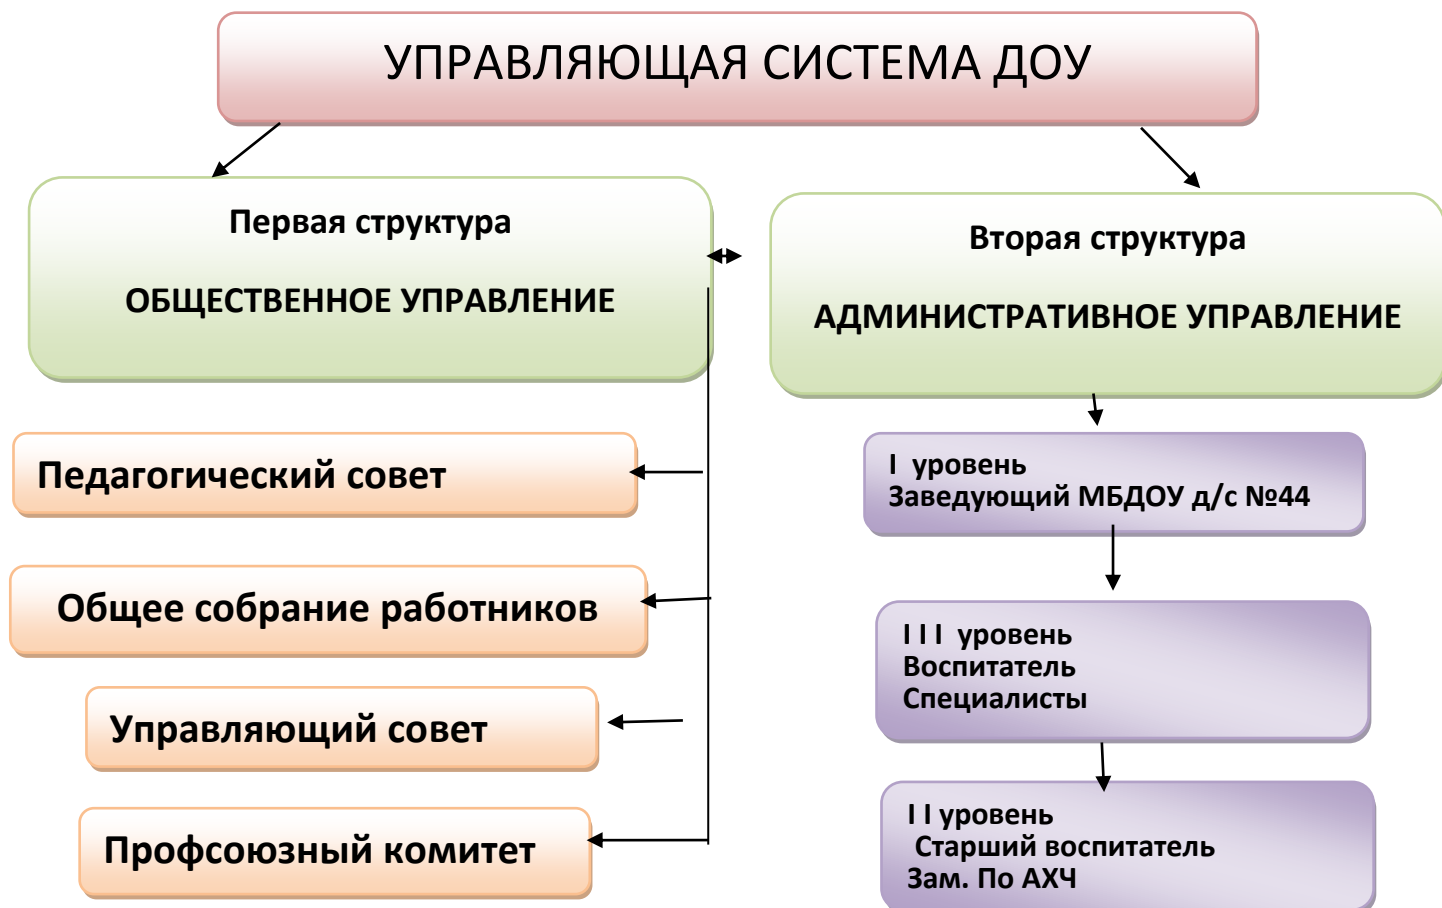 УПРАВЛЯЮЩАЯ СИСТЕМА ДОУ
Первая структура
ОБЩЕСТВЕННОЕ УПРАВЛЕНИЕ
Вторая структура
АДМИНИСТРАТИВНОЕ УПРАВЛЕНИЕ
Педагогический совет
Общее собрание работников
Управляющий совет
Профсоюзный комитет
I уровень
Заведующий МБДОУ д/с №44
I I I уровень
Воспитатель
Специалисты
I I уровень
Старший воспитатель
Зам. По АХЧ